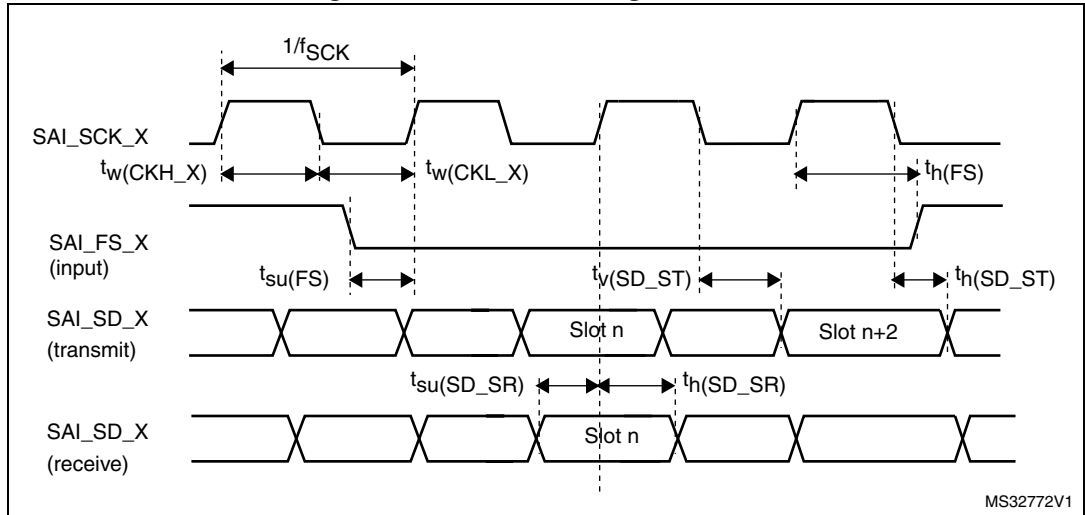 1/fSCK
SAI_SCK_X
tw(CKH_X)
tw(CKL_X)
th(FS)
SAI_FS_X
(input)
tsu(FS)
tv(SD_ST)
th(SD_ST)
SAI_SD_X
(transmit)
Slot n
Slot n+2
tsu(SD_SR)
th(SD_SR)
SAI_SD_X
(receive)
Slot n
MS32772V1